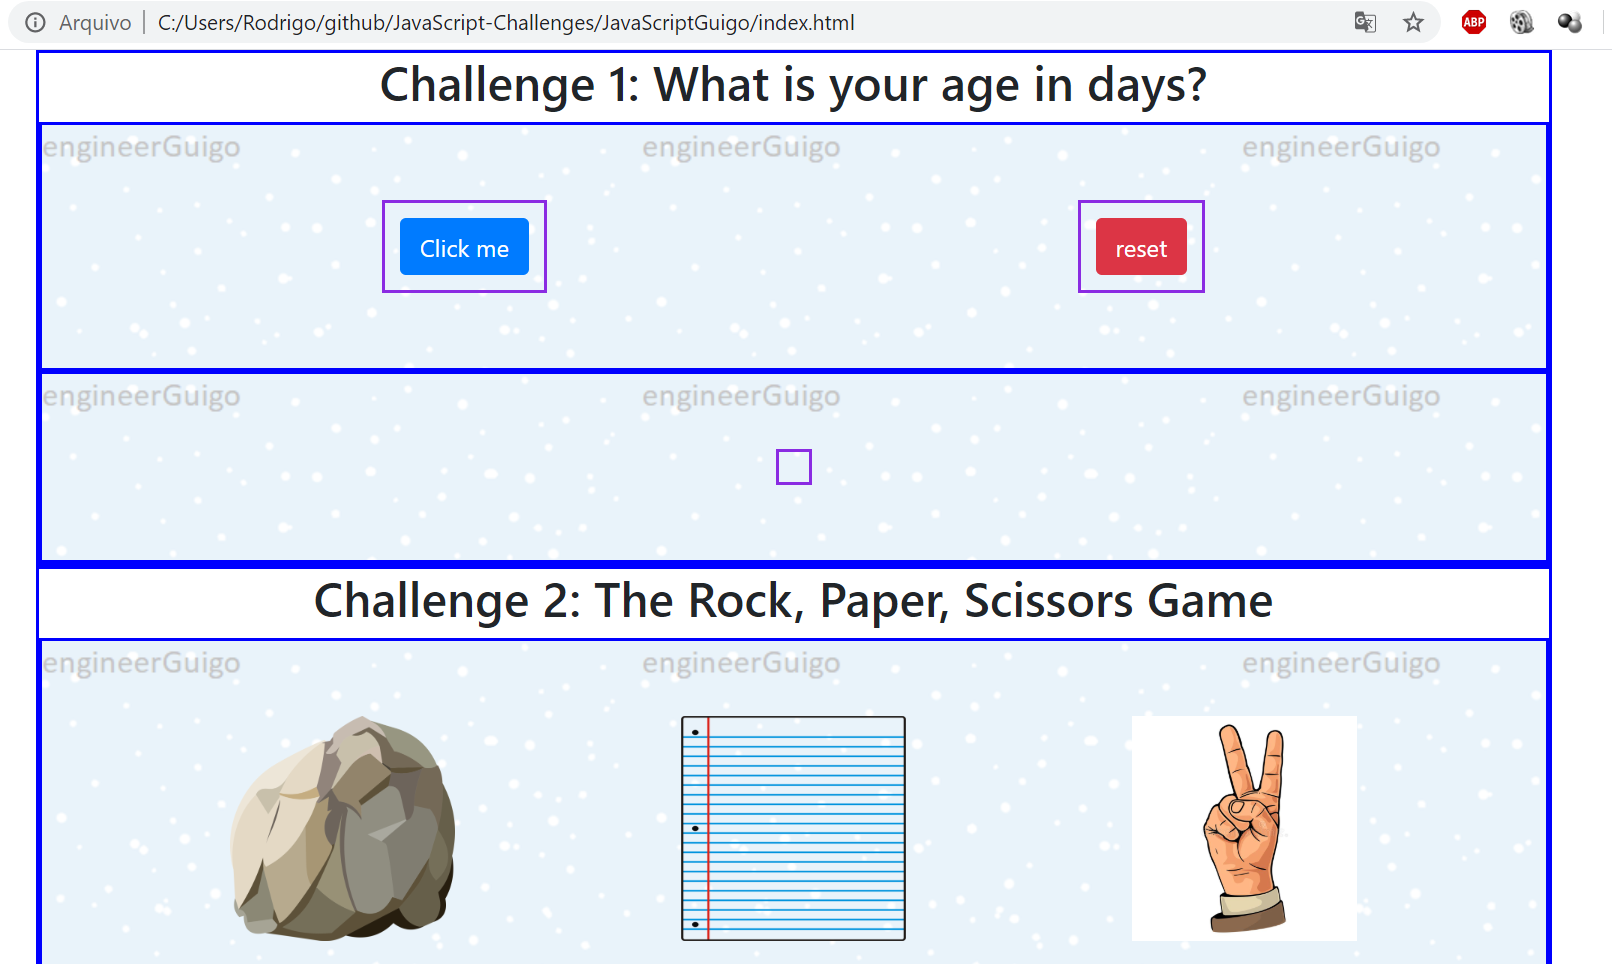 Arquivo C:/Users/Rodrigo/github/JavaScript-Challenges/JavaScriptGuigo/index.html
ABP
Challenge 1: What is your age in days?
engineerGuigo engineerGuigo engineerGuigo
Click me reset
engineerGuigo engineerGuigo engineerGuigo
Challenge 2: The Rock, Paper, Scissors Game
engineerGuigo engineerGuigo engineerGuigo